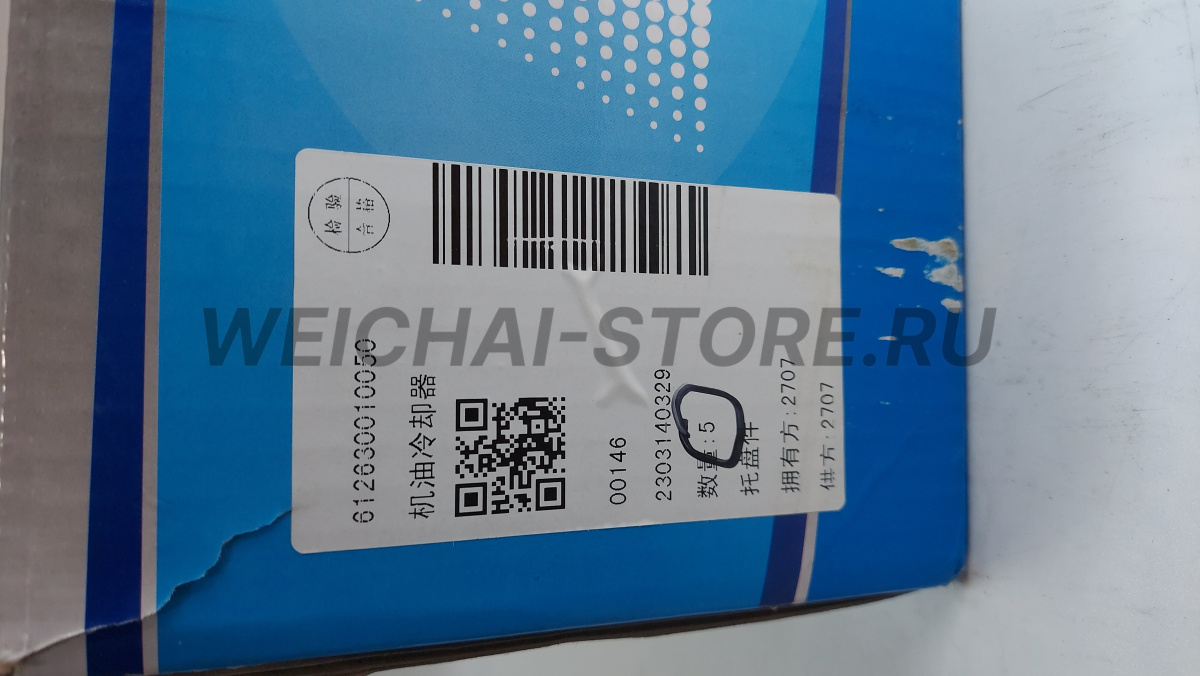 检验
合格
612630010050
机油冷却器
00146
2303140329
数量:5
托盘件
拥有方:2707
供方:2707
WEICHAI-STORE.RU